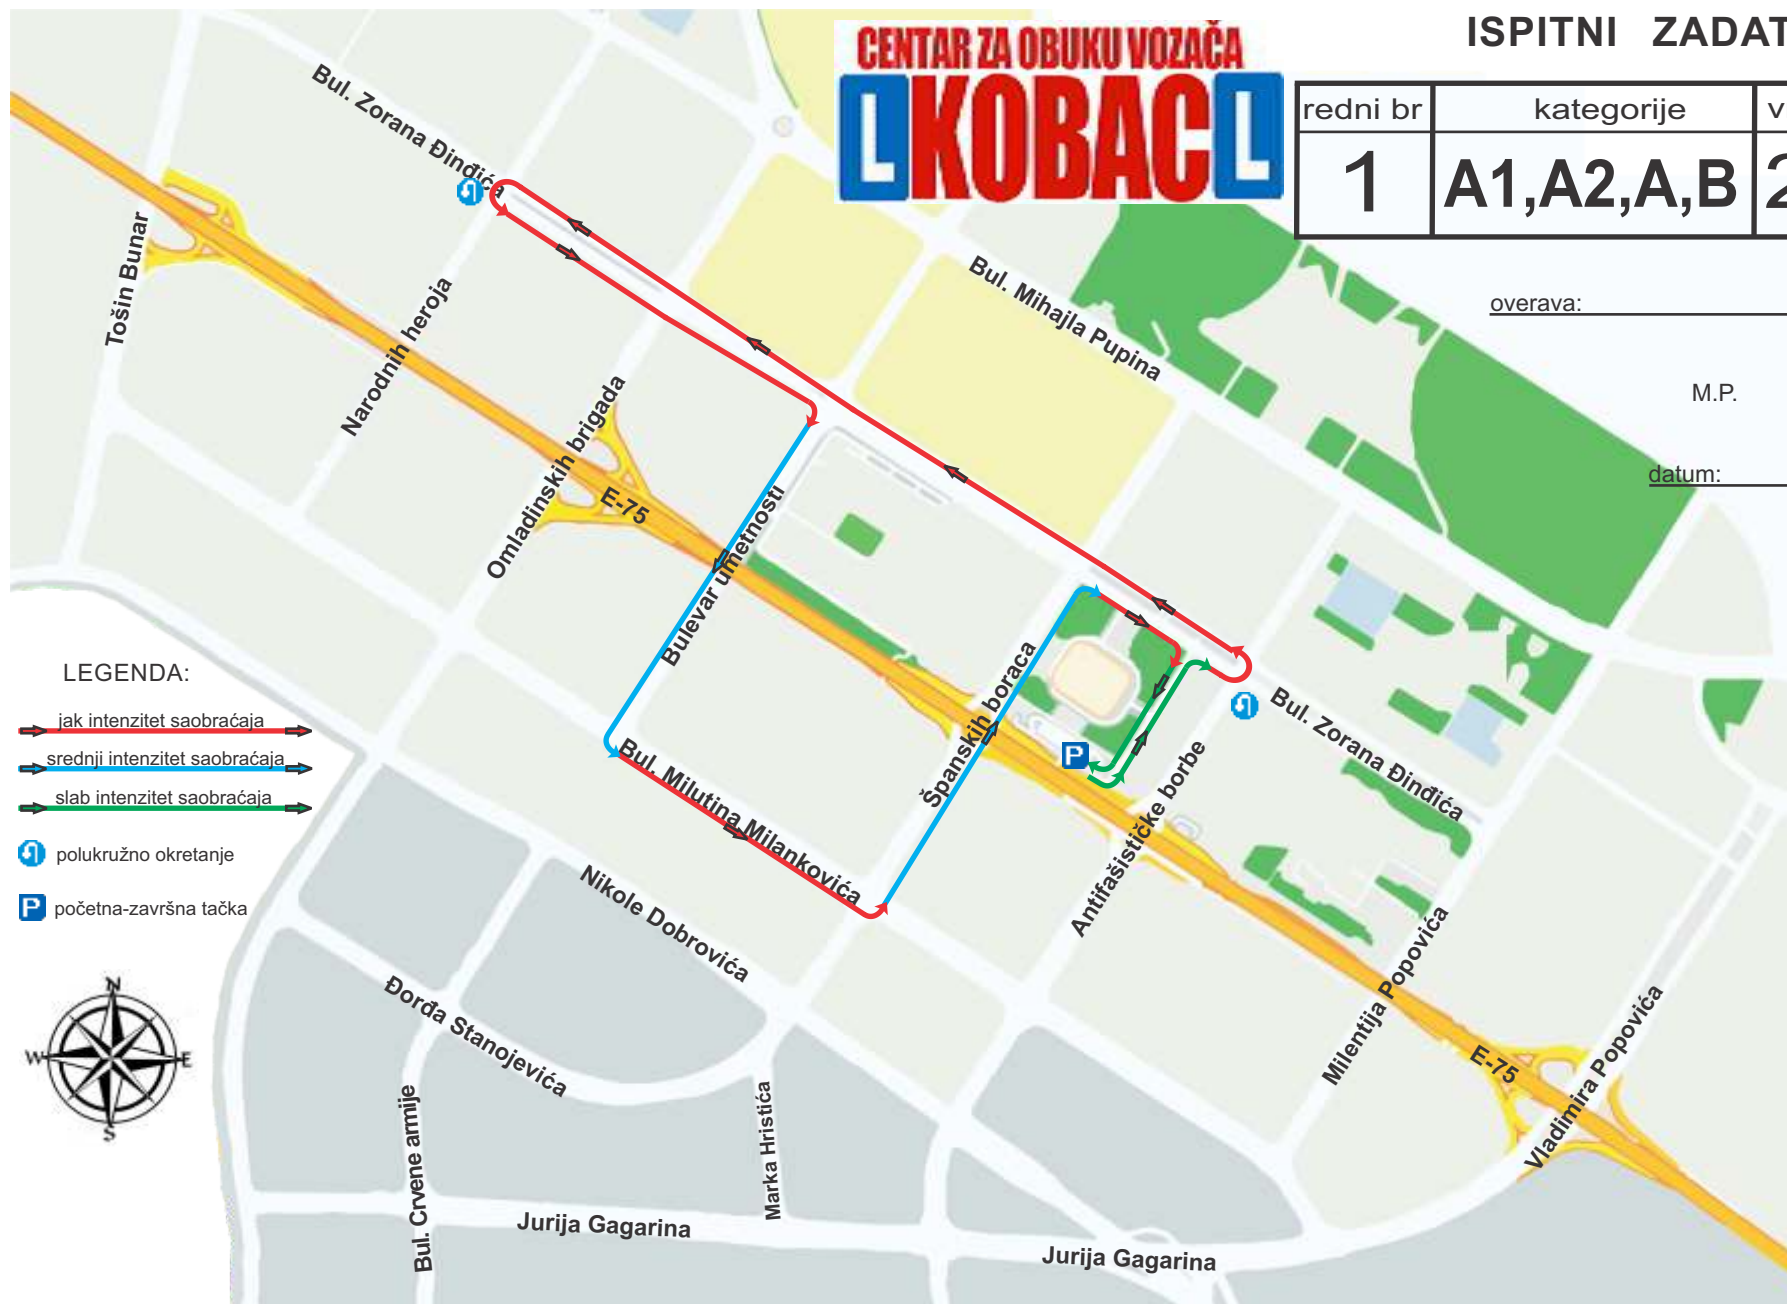 CENTAR ZA OBUKU VOZAČA
L KOBAC L
ISPITNI ZADAT
redni br
kategorije
v
1
A1,A2,A,B
2
overava:
M.P.
datum:
Bul. Zorana Đinđića
Tošin Bunar
Narodnih heroja
Omladinskih brigada
E-75
Bul. Mihajla Pupina
Bulevar umetnosti
Španskih boraca
P
Bul. Zorana Đinđića
Antifašističke borbe
Bul. Milutina Milankovića
Nikole Dobrovića
Đorđa Stanojevića
Bul. Crvene armije
Marka Hristića
Jurija Gagarina
Jurija Gagarina
Milentija Popovića
E-75
Vladimira Popovića
LEGENDA:
jak intenzitet saobraćaja
srednji intenzitet saobraćaja
slab intenzitet saobraćaja
polukružno okretanje
P početna-završna tačka
N
W E
S